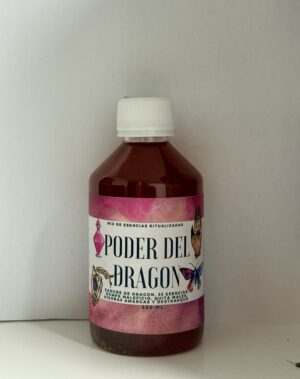 MIX DE ESENCIAS RITUALIZADAS
PODER DEL
DRAGON
SANGRE DE DRAGON, 21 ESENCIAS,
ROMPE MALEFICIO, QUITA MALES,
HIERBAS AMARGAS Y DESTRANQUE
250 ML